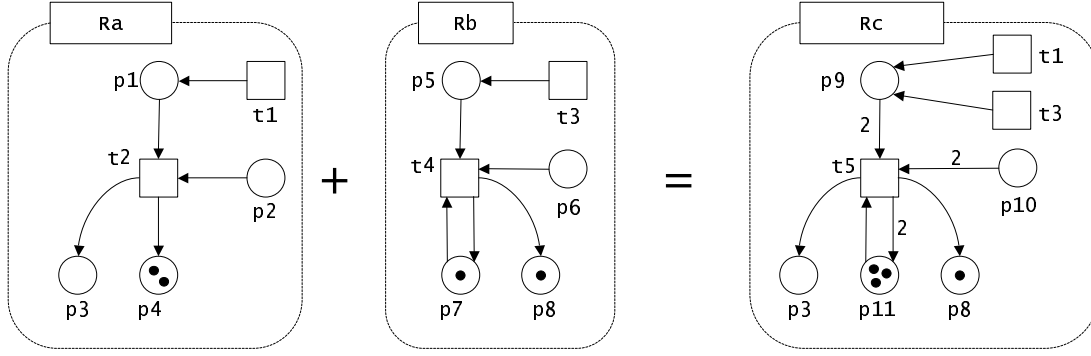 Ra
p1
t1
t2
p2
p3
p4
+
Rb
p5
t3
t4
p6
p7
p8
=
Rc
p9
t1
t3
2
t5
2
p10
2
p3
p11
p8